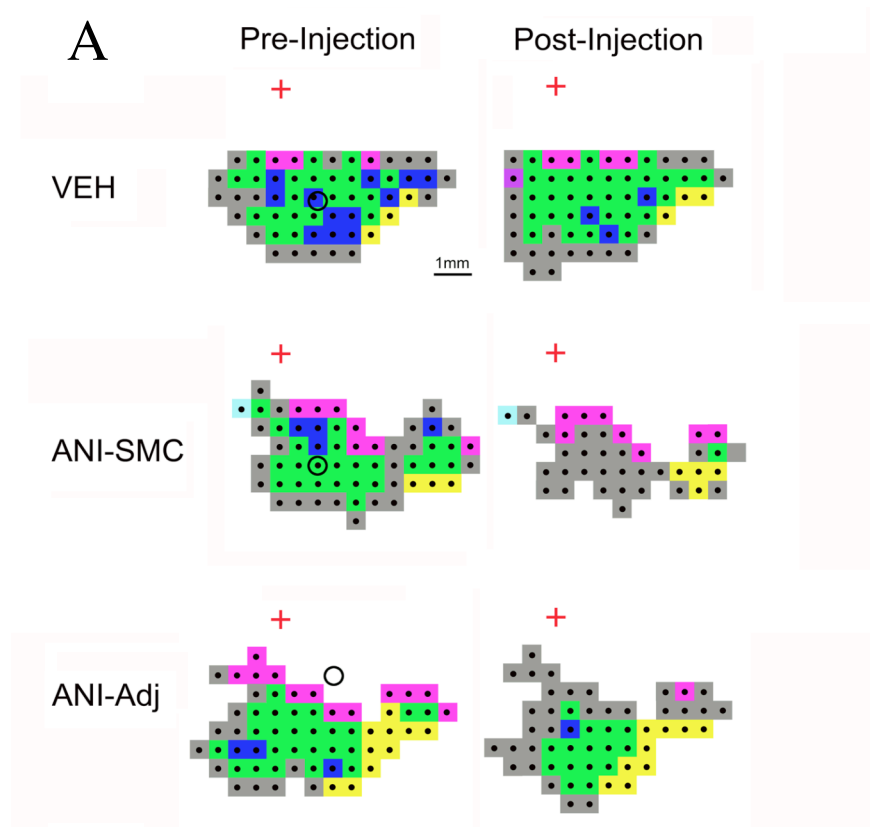 A
Pre-Injection Post-Injection
VEH
1mm
ANI-SMC
ANI-Adj